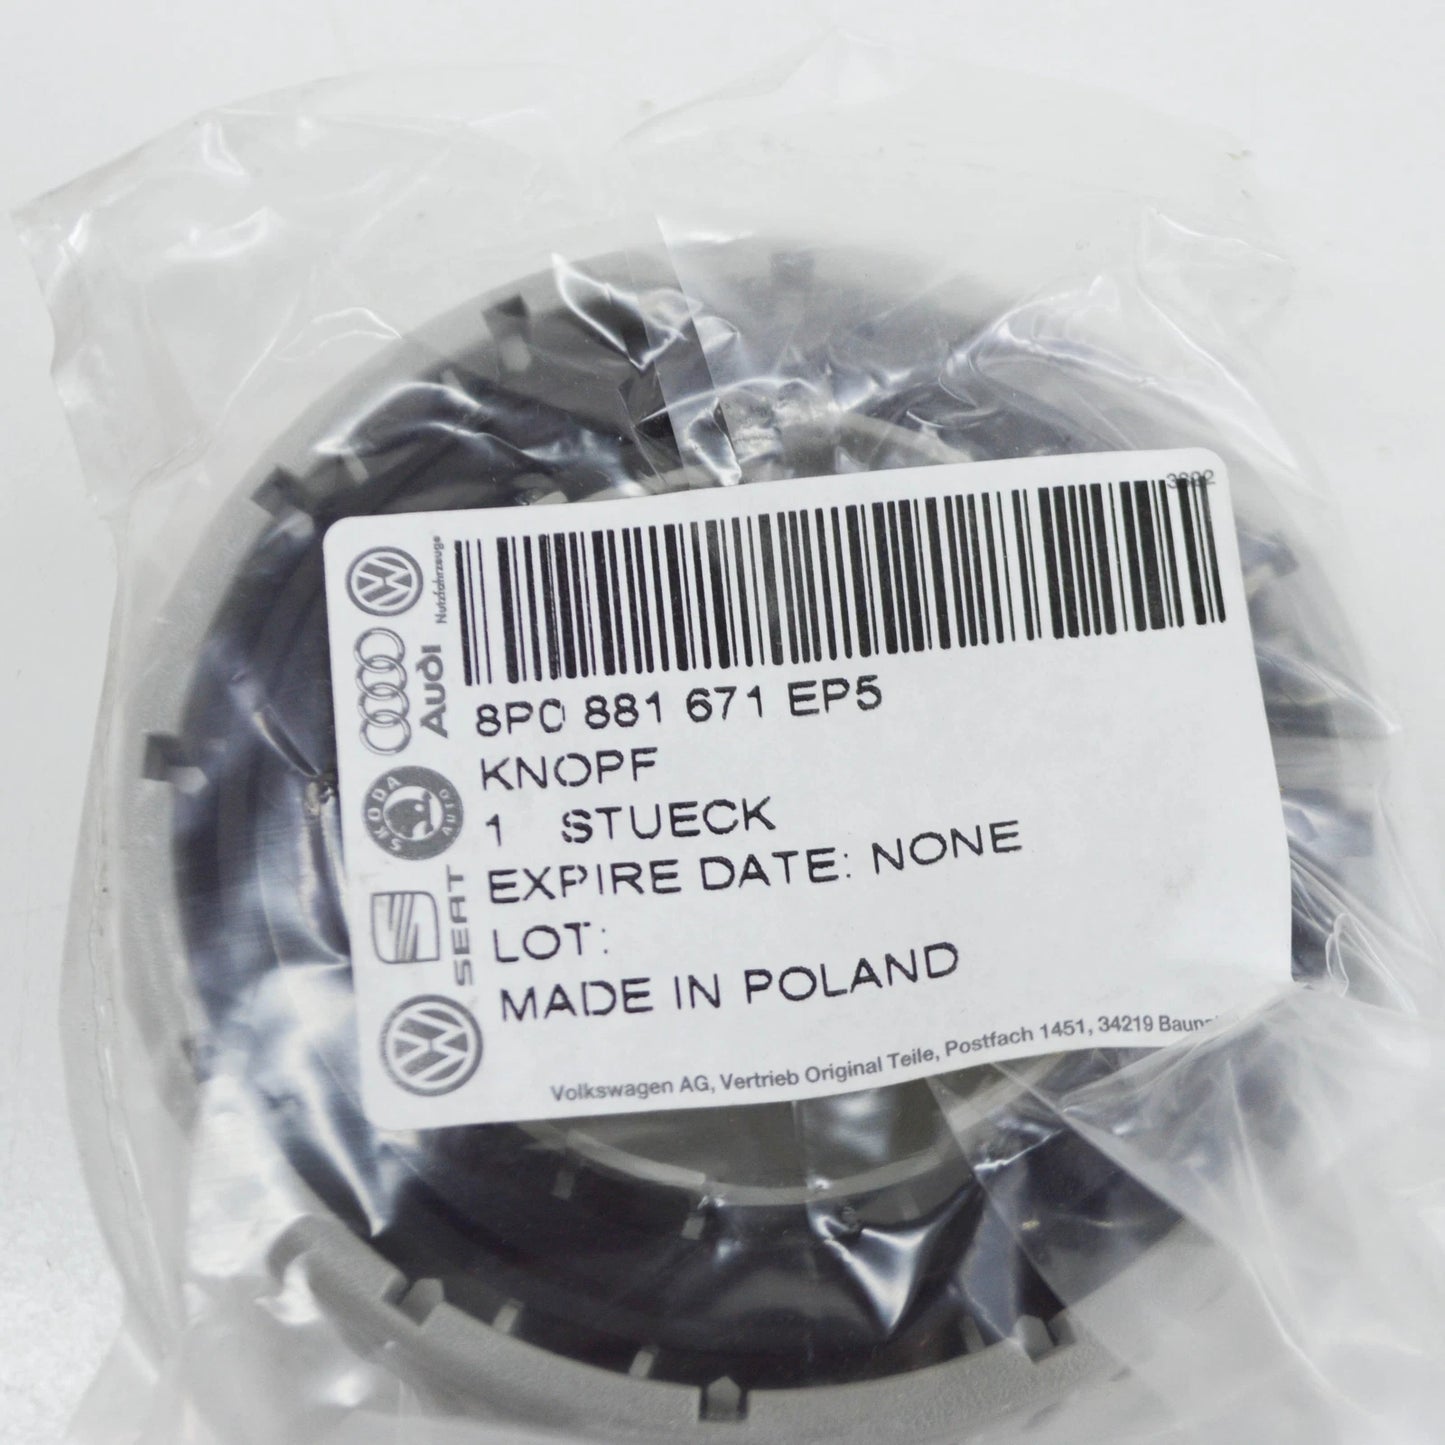 8P0 881 671 EP5
KNOPF
1 STUECK
EXPIRE DATE: NONE
LOT:
MADE IN POLAND
Volkswagen AG, Vertrieb Original Teile, Postfach 1451, 34219
Nutzfahrzeuge
Audi
SKODA
AUTO
SEAT